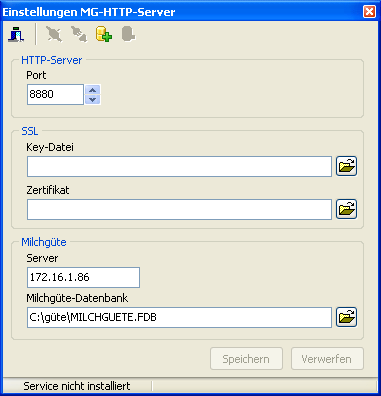 Einstellungen MG-HTTP-Server
HTTP-Server
Port
8880
SSL
Key-Datei
Zertifikat
Milchgüte
Server
172.16.1.86
Milchgüte-Datenbank
C:\güte\MILCHGUETE.FDB
Speichern
Verwerfen
Service nicht installiert